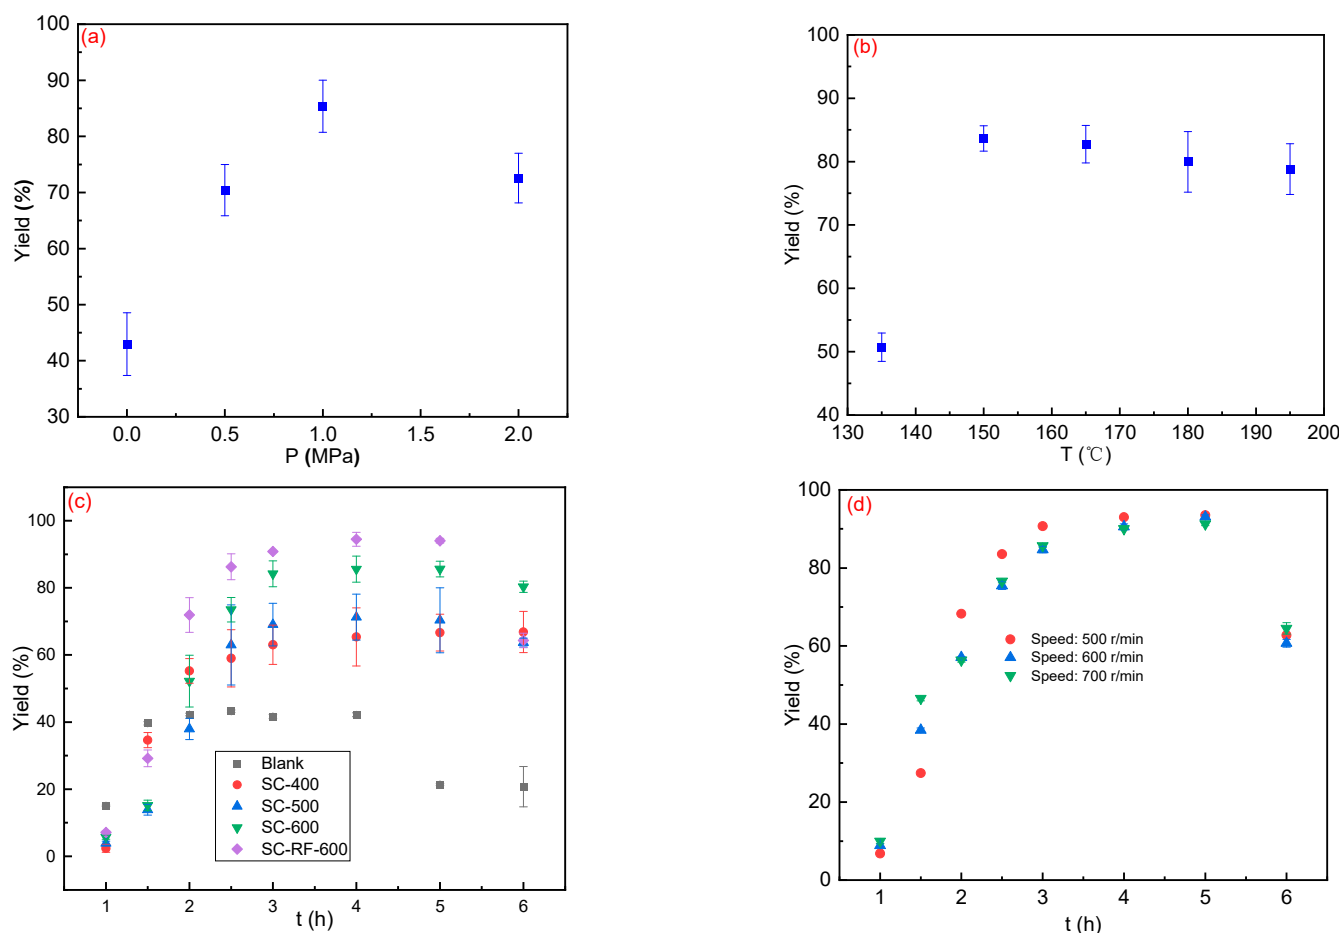 (a)
100
90
80
70
60
50
40
30
Yield (%)
0.0 0.5 1.0 1.5 2.0
P (MPa)
(b)
100
90
80
70
60
50
40
Yield (%)
130 140 150 160 170 180 190 200
T (℃)
(c)
100
80
60
40
20
0
Yield (%)
Blank
SC-400
SC-500
SC-600
SC-RF-600
1 2 3 4 5 6
t (h)
(d)
100
80
60
40
20
0
Yield (%)
Speed: 500 r/min
Speed: 600 r/min
Speed: 700 r/min
1 2 3 4 5 6
t (h)